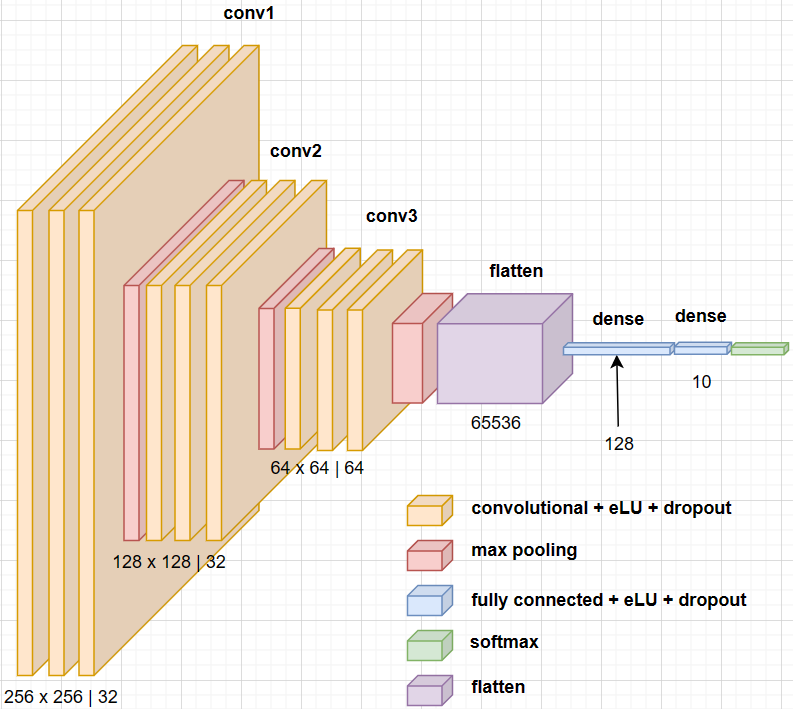 conv1
conv2
conv3
flatten
dense
dense
10
65536
128
64 x 64 | 64
128 x 128 | 32
256 x 256 | 32
convolutional + eLU + dropout
max pooling
fully connected + eLU + dropout
softmax
flatten